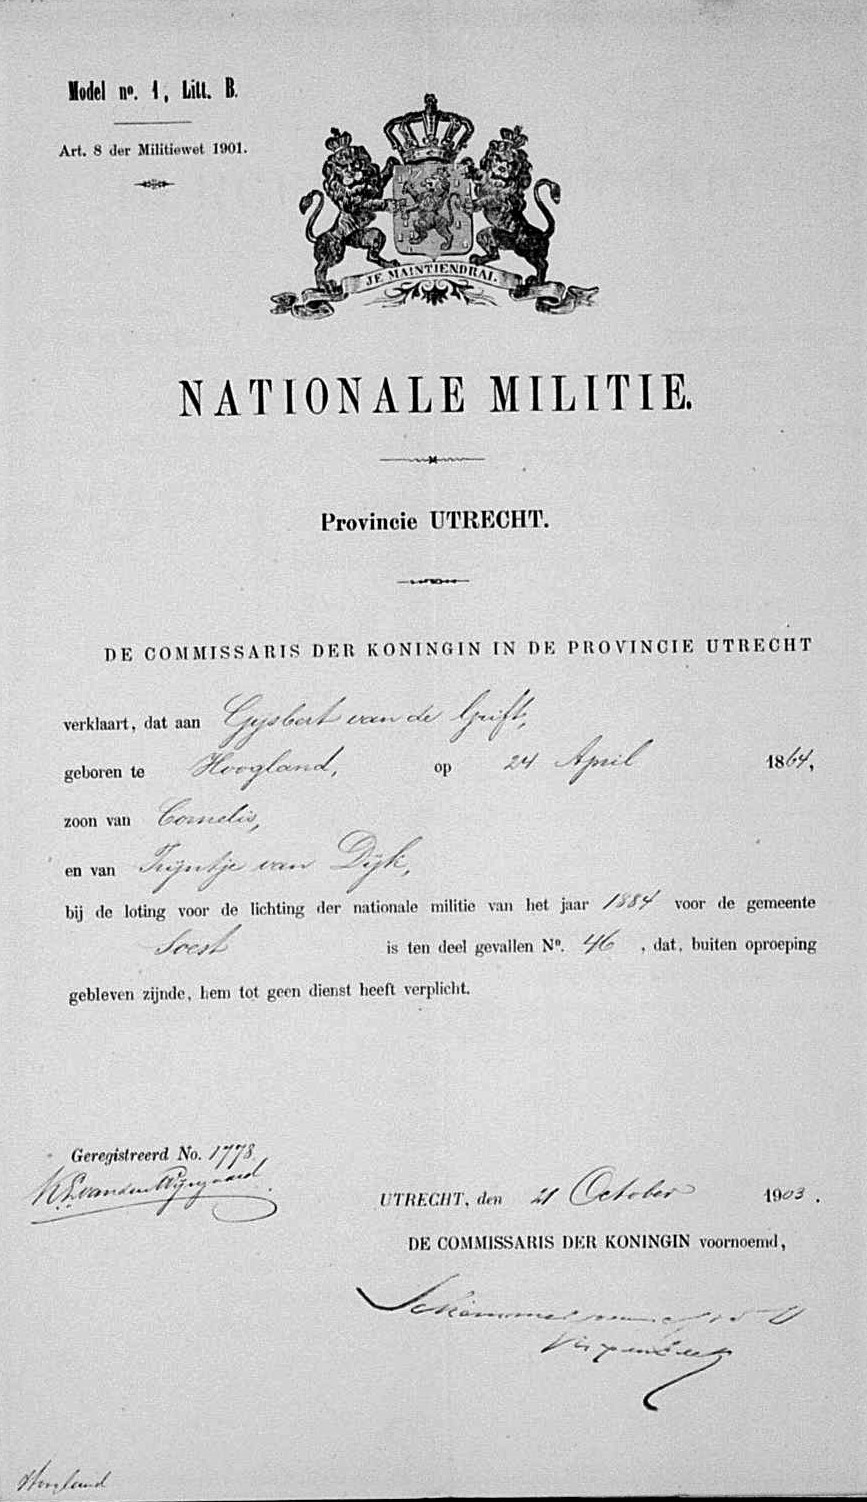 Model no. 1, Litt. B.
Art. 8 der Militiewet 1901.
JE MAINTIENDRAI.
NATIONALE MILITIE.
Provincie UTRECHT.
DE COMMISSARIS DER KONINGIN IN DE PROVINCIE UTRECHT
verklaart, dat aan Gijsbert van de Grift,
geboren te Hoogland, op 24 April 1864,
zoon van Cornelis,
en van Trijntje van Dijk,
bij de loting voor de lichting der nationale militie van het jaar 1884 voor de gemeente
Soest is ten deel gevallen No. 46, dat, buiten oproeping
gebleven zijnde, hem tot geen dienst heeft verplicht.
Geregistreerd No. 1778
UTRECHT, den 21 October 1903.
DE COMMISSARIS DER KONINGIN voornoemd,
Hoogland